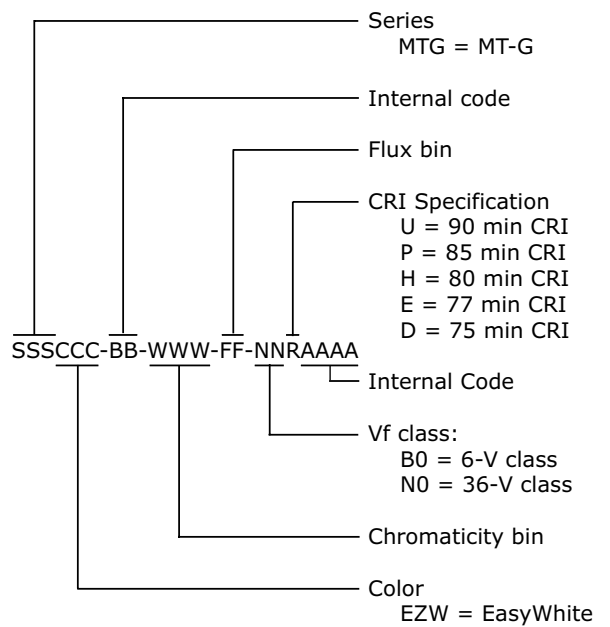 Series
MTG = MT-G
Internal code
Flux bin
CRI Specification
U = 90 min CRI
P = 85 min CRI
H = 80 min CRI
E = 77 min CRI
D = 75 min CRI
SSSCCC-BB-WWW-FF-NNRAAAA
Internal Code
Vf class:
B0 = 6-V class
N0 = 36-V class
Chromaticity bin
Color
EZW = EasyWhite